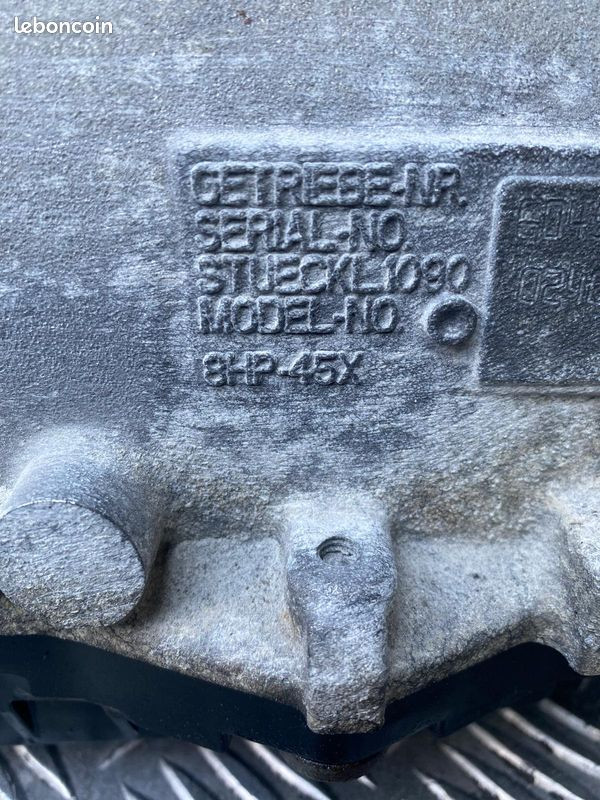 leboncoin
GETRIEBE-NR.
SERIAL-NO.
STUECKL.1090
MODEL-NO.
8HP-45X